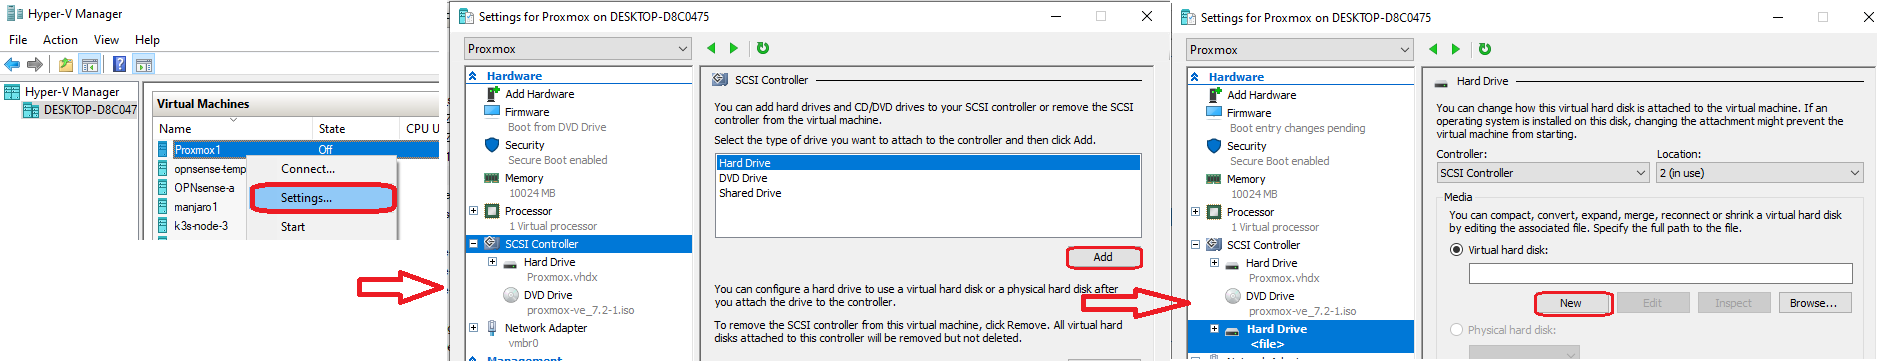 Hyper-V Manager
File Action View Help
Hyper-V Manager
DESKTOP-D8C047
Virtual Machines
Name State CPU U
Proxmox1 Off
opnsense-temp
OPNsense-a
manjaro1
k3s-node-3
Connect...
Settings...
Start
Settings for Proxmox on DESKTOP-D8C0475
Proxmox
Hardware
Add Hardware
Firmware
Boot from DVD Drive
Security
Secure Boot enabled
Memory
10024 MB
Processor
1 Virtual processor
SCSI Controller
Hard Drive
Proxmox.vhdx
DVD Drive
proxmox-ve_7.2-1.iso
Network Adapter
vmbr0
Management
SCSI Controller
You can add hard drives and CD/DVD drives to your SCSI controller or remove the SCSI
controller from the virtual machine.
Select the type of drive you want to attach to the controller and then click Add.
Hard Drive
DVD Drive
Shared Drive
Add
You can configure a hard drive to use a virtual hard disk or a physical hard disk after
you attach the drive to the controller.
To remove the SCSI controller from this virtual machine, click Remove. All virtual hard
disks attached to this controller will be removed but not deleted.
Settings for Proxmox on DESKTOP-D8C0475
Proxmox
Hardware
Add Hardware
Firmware
Boot entry changes pending
Security
Secure Boot enabled
Memory
10024 MB
Processor
1 Virtual processor
SCSI Controller
Hard Drive
Proxmox.vhdx
DVD Drive
proxmox-ve_7.2-1.iso
Hard Drive
<file>
Hard Drive
You can change how this virtual hard disk is attached to the virtual machine. If an
operating system is installed on this disk, changing the attachment might prevent the
virtual machine from starting.
Controller: Location:
SCSI Controller 2 (in use)
Media
You can compact, convert, expand, merge, reconnect or shrink a virtual hard disk
by editing the associated file. Specify the full path to the file.
Virtual hard disk:
New Edit Inspect Browse...
Physical hard disk: